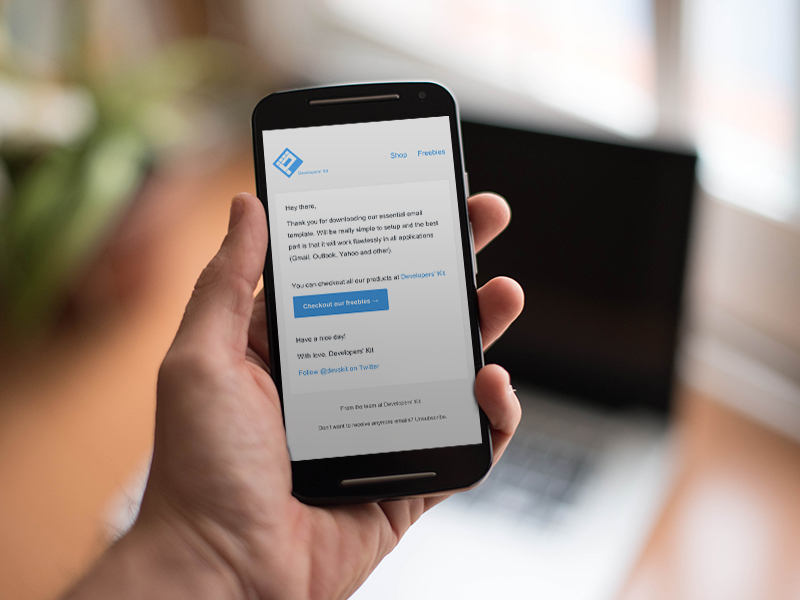 Developers' Kit
Shop Freebies
Hey there,
Thank you for downloading our essential email
template. Will be really simple to setup and the best
part is that it will work flawlessly in all applications
(Gmail, Outlook, Yahoo and other).
You can checkout all our products at Developers' Kit
Checkout our freebies →
Have a nice day!
With love, Developers' Kit
Follow @devskit on Twitter
From the team at Developers' Kit
Don't want to receive anymore emails? Unsubscribe.